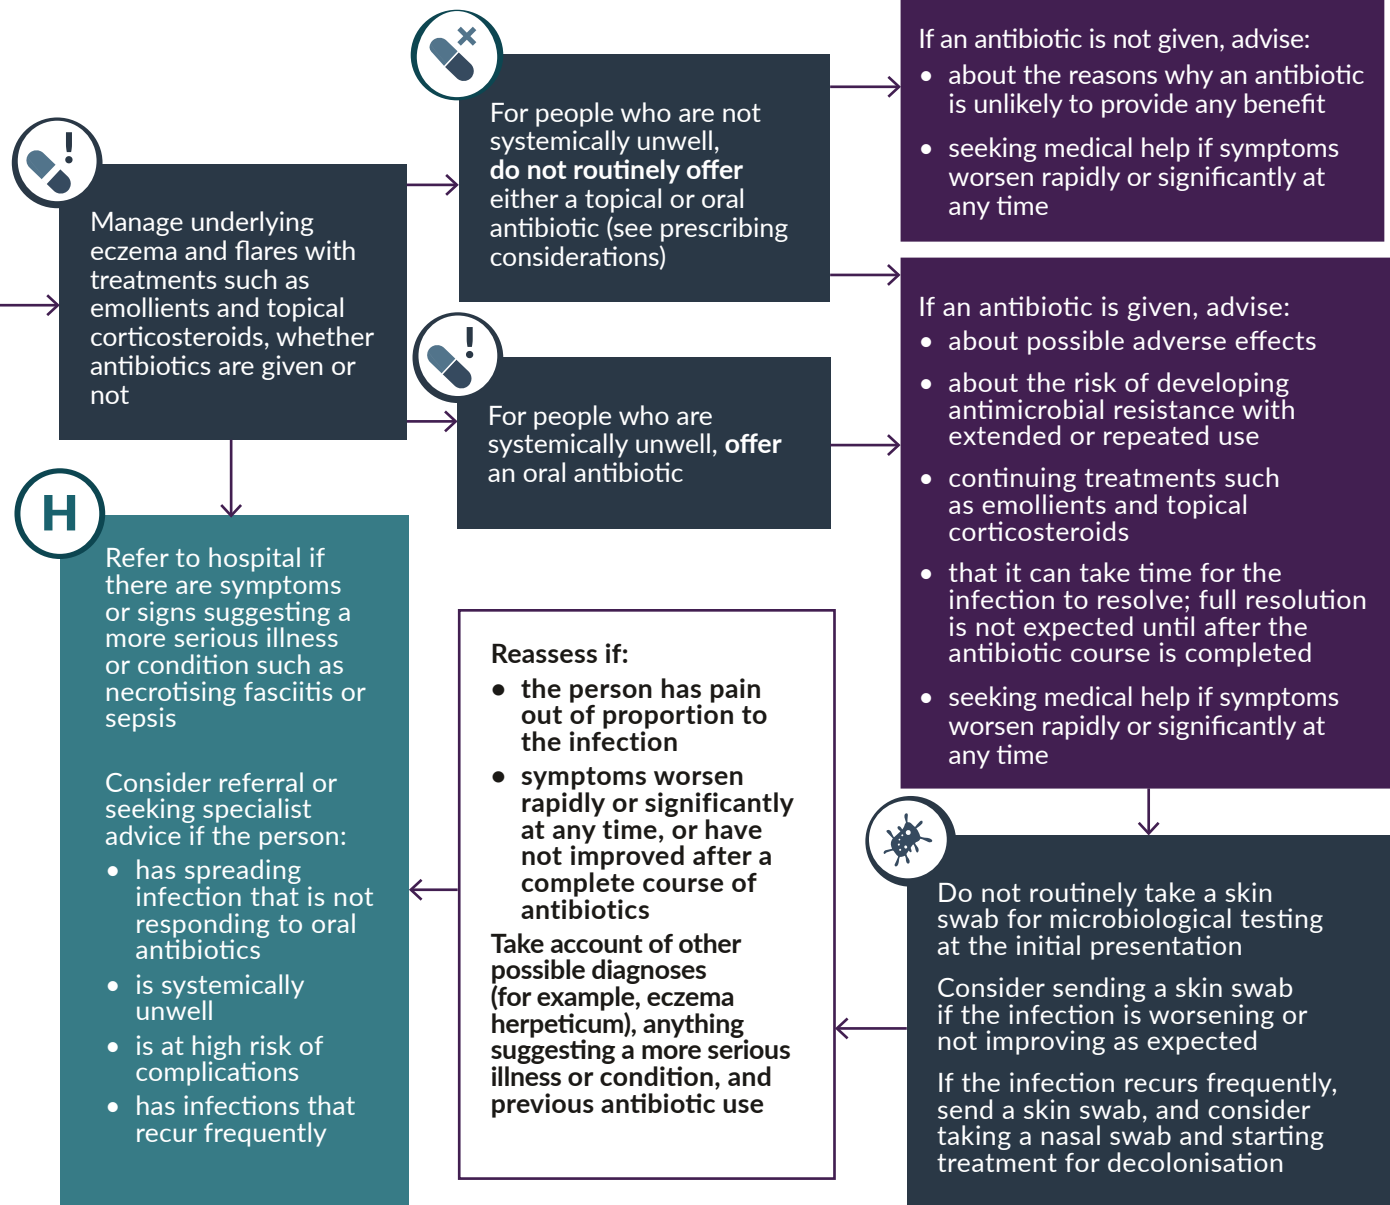 Manage underlying
eczema and flares with
treatments such as
emollients and topical
corticosteroids, whether
antibiotics are given or
not
For people who are not
systemically unwell,
do not routinely offer
either a topical or oral
antibiotic (see prescribing
considerations)
For people who are
systemically unwell, offer
an oral antibiotic
If an antibiotic is not given, advise:
• about the reasons why an antibiotic
is unlikely to provide any benefit
• seeking medical help if symptoms
worsen rapidly or significantly at
any time
If an antibiotic is given, advise:
• about possible adverse effects
• about the risk of developing
antimicrobial resistance with
extended or repeated use
• continuing treatments such
as emollients and topical
corticosteroids
• that it can take time for the
infection to resolve; full resolution
is not expected until after the
antibiotic course is completed
• seeking medical help if symptoms
worsen rapidly or significantly at
any time
Do not routinely take a skin
swab for microbiological testing
at the initial presentation
Consider sending a skin swab
if the infection is worsening or
not improving as expected
If the infection recurs frequently,
send a skin swab, and consider
taking a nasal swab and starting
treatment for decolonisation
Reassess if:
• the person has pain
out of proportion to
the infection
• symptoms worsen
rapidly or significantly
at any time, or have
not improved after a
complete course of
antibiotics
Take account of other
possible diagnoses
(for example, eczema
herpeticum), anything
suggesting a more serious
illness or condition, and
previous antibiotic use
H
Refer to hospital if
there are symptoms
or signs suggesting a
more serious illness
or condition such as
necrotising fasciitis or
sepsis
Consider referral or
seeking specialist
advice if the person:
• has spreading
infection that is not
responding to oral
antibiotics
• is systemically
unwell
• is at high risk of
complications
• has infections that
recur frequently